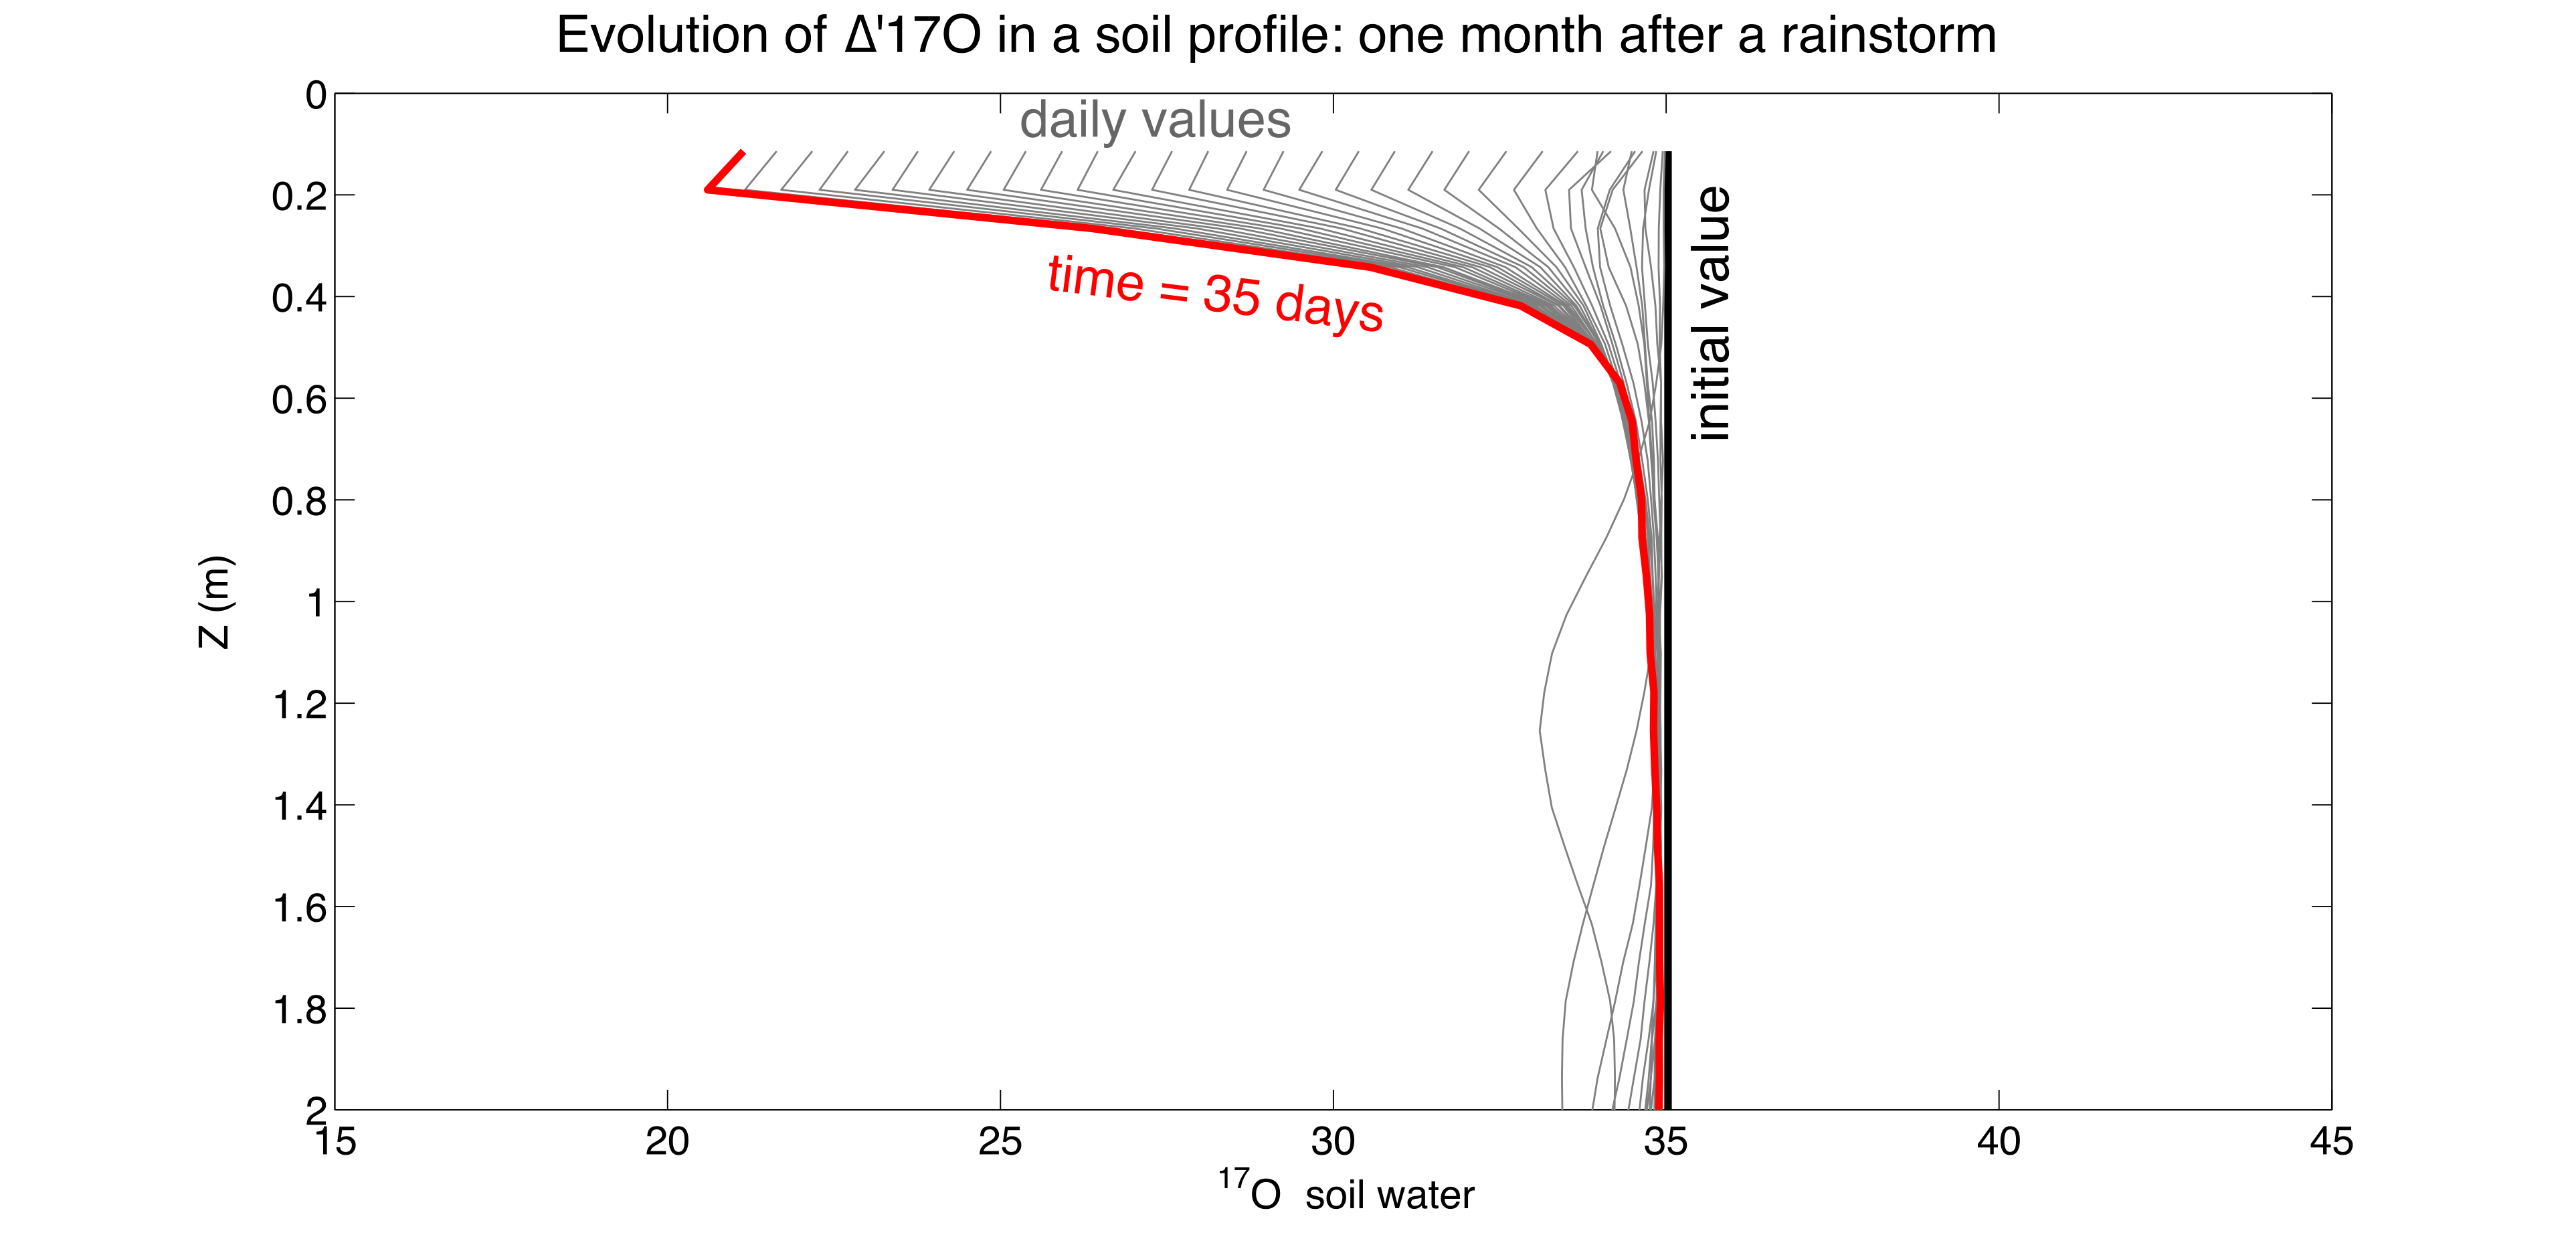 Evolution of Δ'17O in a soil profile: one month after a rainstorm
daily values
time = 35 days
initial value
Z (m)
0
0.2
0.4
0.6
0.8
1
1.2
1.4
1.6
1.8
2
15 20 25 30 35 40 45
¹⁷O soil water